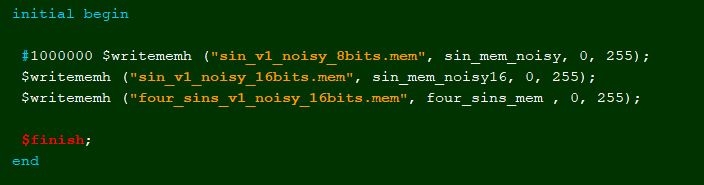 initial begin
#1000000 $writememh ("sin_v1_noisy_8bits.mem", sin_mem_noisy, 0, 255);
$writememh ("sin_v1_noisy_16bits.mem", sin_mem_noisy16, 0, 255);
$writememh ("four_sins_v1_noisy_16bits.mem", four_sins_mem , 0, 255);
$finish;
end